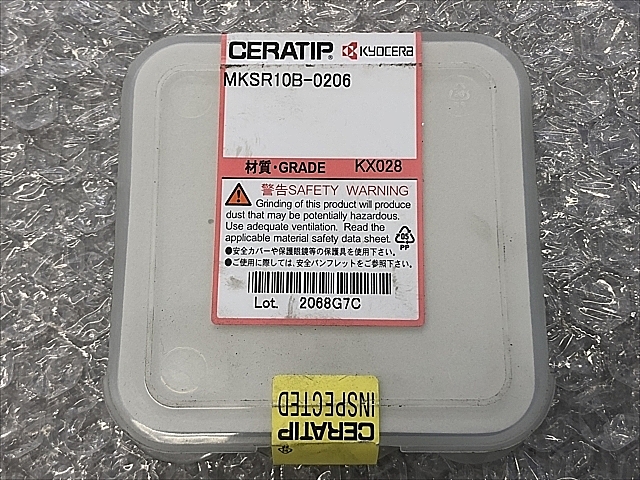 CERATIP® KYOCERA
MKSR10B-0206
材質・GRADE KX028
警告SAFETY WARNING
Grinding of this product will produce
dust that may be potentially hazardous.
Use adequate ventilation. Read the
applicable material safety data sheet.
05
PP
●安全カバーや保護眼鏡等の保護具を使用下さい。
●ご使用に際しては、安全パンフレットをご参照下さい。
Lot. 2068G7C
CERATIP
INSPECTED